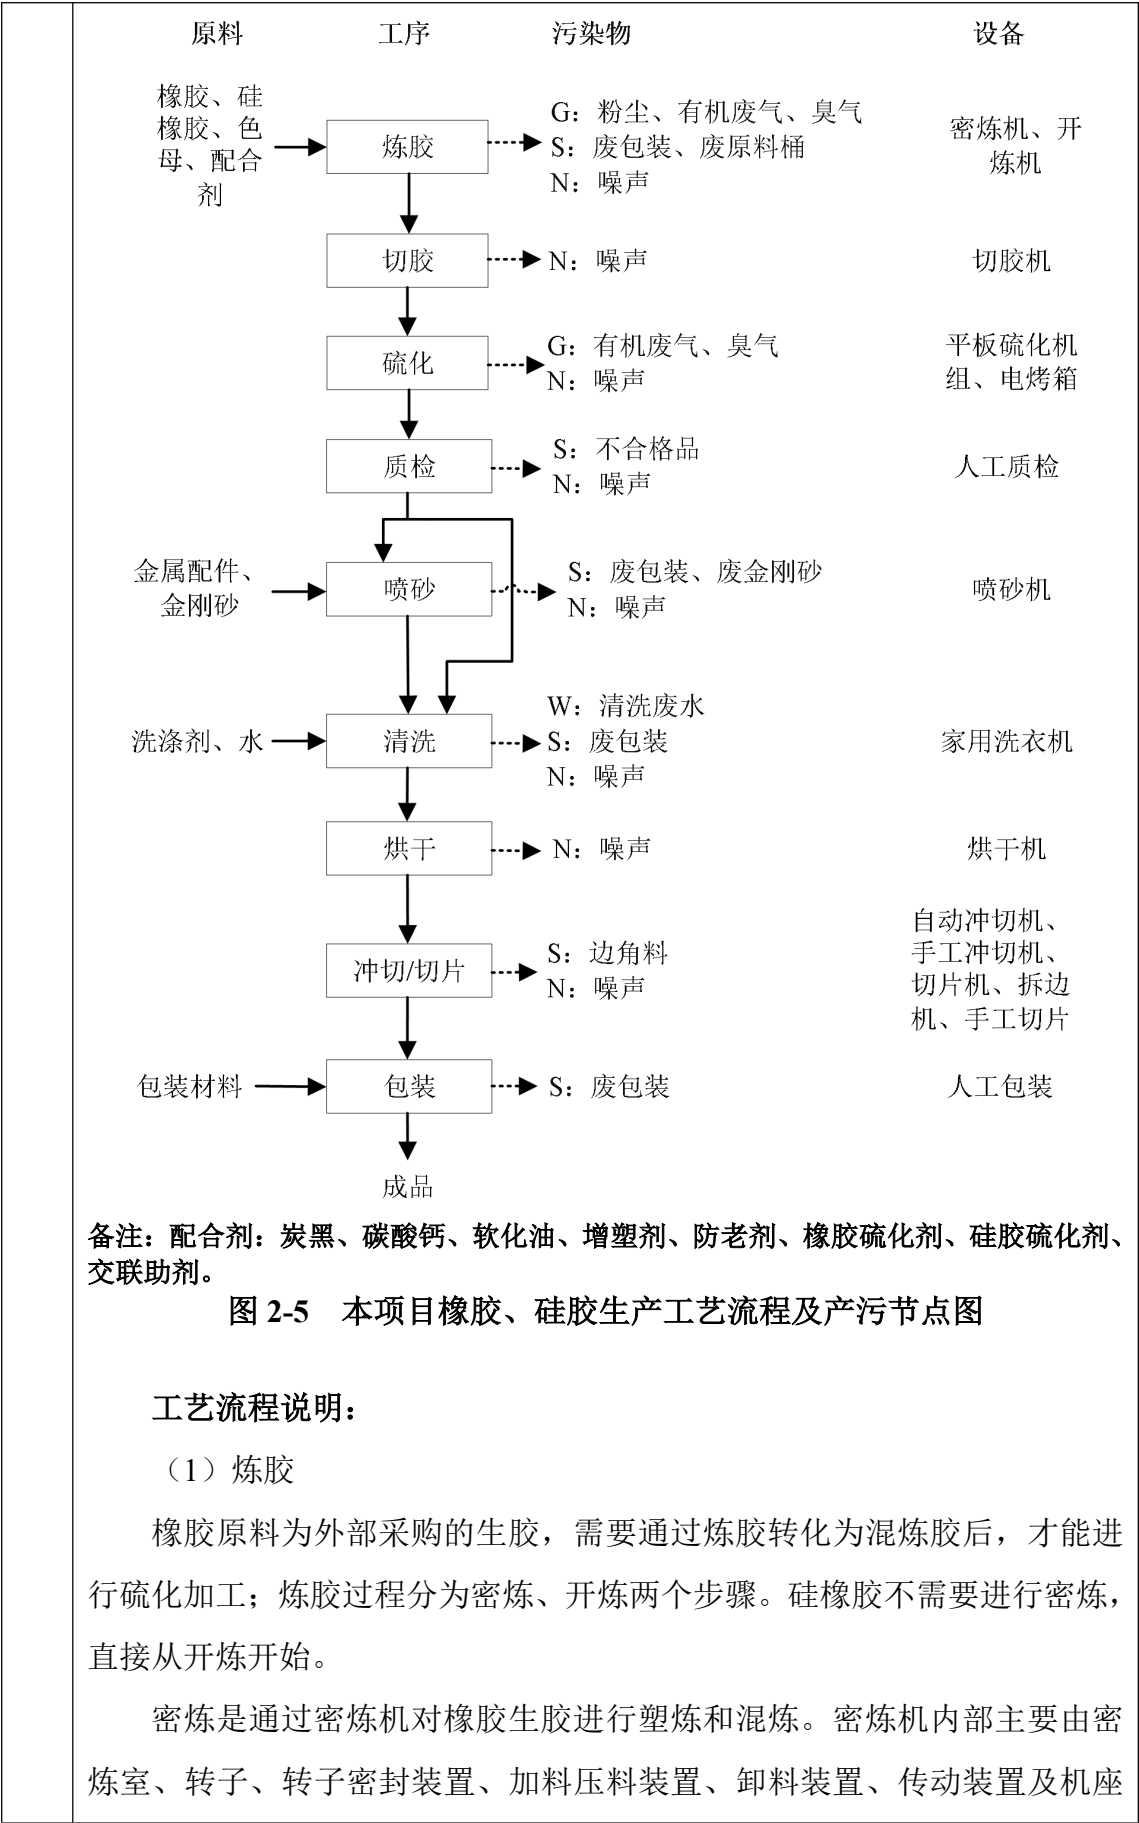 原料 工序 污染物 设备
橡胶、硅
橡胶、色
母、配合
剂
炼胶
G：粉尘、有机废气、臭气
S：废包装、废原料桶
N：噪声
密炼机、开
炼机
切胶
N：噪声
切胶机
硫化
G：有机废气、臭气
N：噪声
平板硫化机
组、电烤箱
质检
S：不合格品
N：噪声
人工质检
金属配件、
金刚砂
喷砂
S：废包装、废金刚砂
N：噪声
喷砂机
洗涤剂、水
清洗
W：清洗废水
S：废包装
N：噪声
家用洗衣机
烘干
N：噪声
烘干机
冲切/切片
S：边角料
N：噪声
自动冲切机、
手工冲切机、
切片机、拆边
机、手工切片
包装材料
包装
S：废包装
人工包装
成品
备注：配合剂：炭黑、碳酸钙、软化油、增塑剂、防老剂、橡胶硫化剂、硅胶硫化剂、
交联助剂。
图 2-5 本项目橡胶、硅胶生产工艺流程及产污节点图
工艺流程说明：
（1）炼胶
橡胶原料为外部采购的生胶，需要通过炼胶转化为混炼胶后，才能进
行硫化加工；炼胶过程分为密炼、开炼两个步骤。硅橡胶不需要进行密炼，
直接从开炼开始。
密炼是通过密炼机对橡胶生胶进行塑炼和混炼。密炼机内部主要由密
炼室、转子、转子密封装置、加料压料装置、卸料装置、传动装置及机座